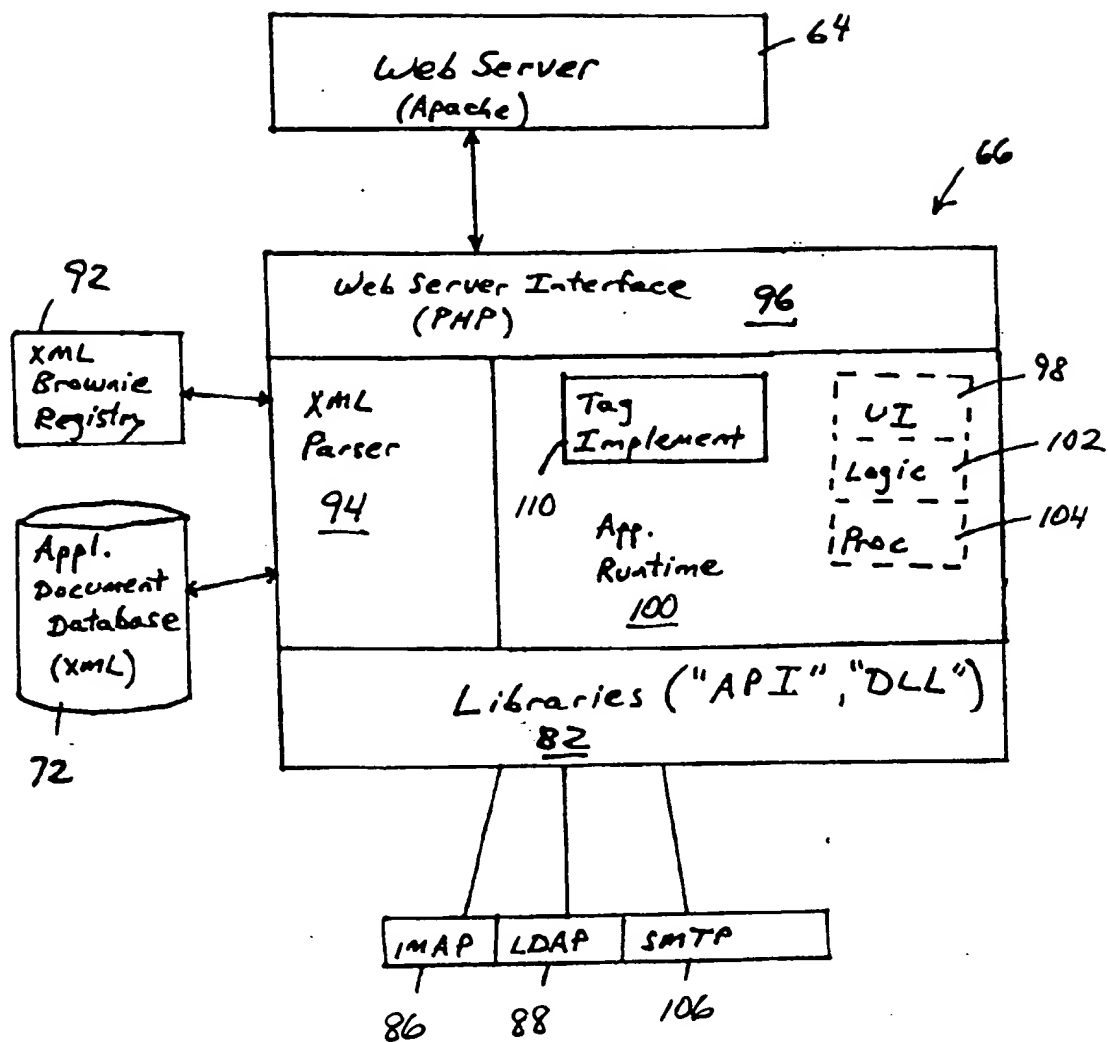 Web Server
(Apache)
64
66
Web Server Interface
(PHP)
96
92
XML
Brownie
Registry
XML
Parser
94
Tag
Implement
110
App.
Runtime
100
UI
Logic
Proc
98
102
104
Appl.
Document
Database
(XML)
72
Libraries ("API", "DLL")
82
IMAP
LDAP
SMTP
86
88
106